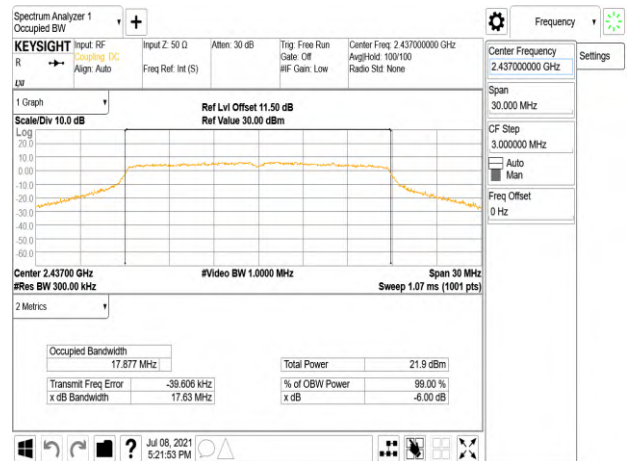 Spectrum Analyzer 1
Occupied BW
Frequency
KEYSIGHT Input: RF Input Z: 50 Ω Atten: 30 dB Trig: Free Run Center Freq: 2.437000000 GHz
R Coupling: DC Gate: Off Avg|Hold: 100/100
Align: Auto Freq Ref: Int (S) #IF Gain: Low Radio Std: None
LXI
Center Frequency
2.437000000 GHz
Settings
Span
30.000 MHz
CF Step
3.000000 MHz
Auto
Man
Freq Offset
0 Hz
1 Graph
Ref Lvl Offset 11.50 dB
Scale/Div 10.0 dB Ref Value 30.00 dBm
Log
20.0
10.0
0.00
-10.0
-20.0
-30.0
-40.0
-50.0
-60.0
Center 2.43700 GHz #Video BW 1.0000 MHz Span 30 MHz
#Res BW 300.00 kHz Sweep 1.07 ms (1001 pts)
2 Metrics
Occupied Bandwidth
17.877 MHz
Total Power 21.9 dBm
Transmit Freq Error -39.606 kHz % of OBW Power 99.00 %
x dB Bandwidth 17.63 MHz x dB -6.00 dB
? Jul 08, 2021
5:21:53 PM